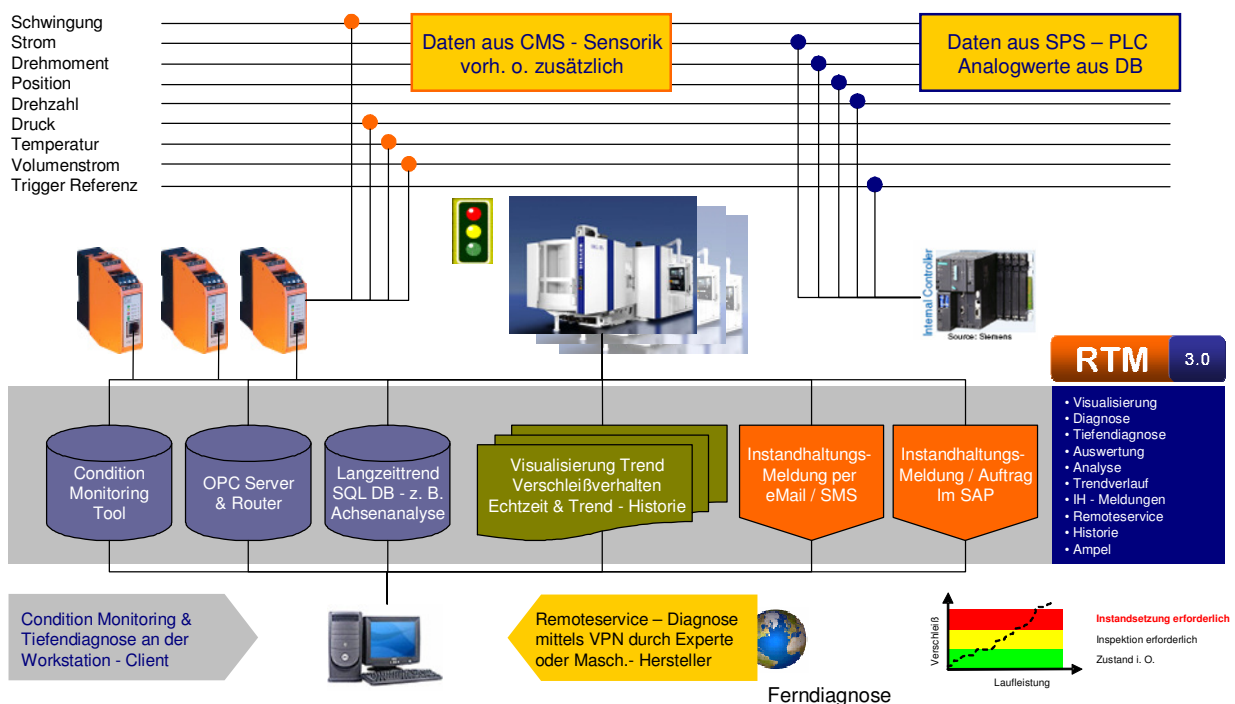 Schwingung
Strom
Drehmoment
Position
Drehzahl
Druck
Temperatur
Volumenstrom
Trigger Referenz
Daten aus CMS - Sensorik
vorh. o. zusätzlich
Daten aus SPS – PLC
Analogwerte aus DB
Internal Controller
Source: Siemens
RTM 3.0
• Visualisierung
• Diagnose
• Tiefendiagnose
• Auswertung
• Analyse
• Trendverlauf
• IH - Meldungen
• Remoteservice
• Historie
• Ampel
Condition
Monitoring
Tool
OPC Server
& Router
Langzeittrend
SQL DB - z. B.
Achsenanalyse
Visualisierung Trend
Verschleißverhalten
Echtzeit & Trend - Historie
Instandhaltungs-
Meldung per
eMail / SMS
Instandhaltungs-
Meldung / Auftrag
Im SAP
Condition Monitoring &
Tiefendiagnose an der
Workstation - Client
Remoteservice – Diagnose
mittels VPN durch Experte
oder Masch.- Hersteller
Ferndiagnose
Verschleiß
Laufleistung
Instandsetzung erforderlich
Inspektion erforderlich
Zustand i. O.